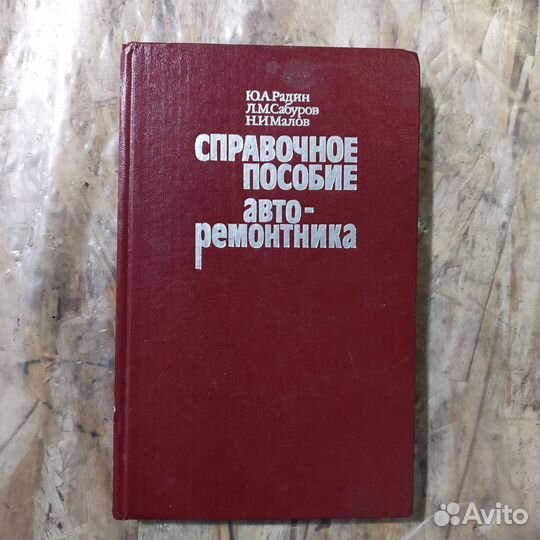 Ю.А.Радин
Л.М.Сабуров
Н.И.Малов
СПРАВОЧНОЕ
ПОСОБИЕ
авто-
ремонтника
Avito